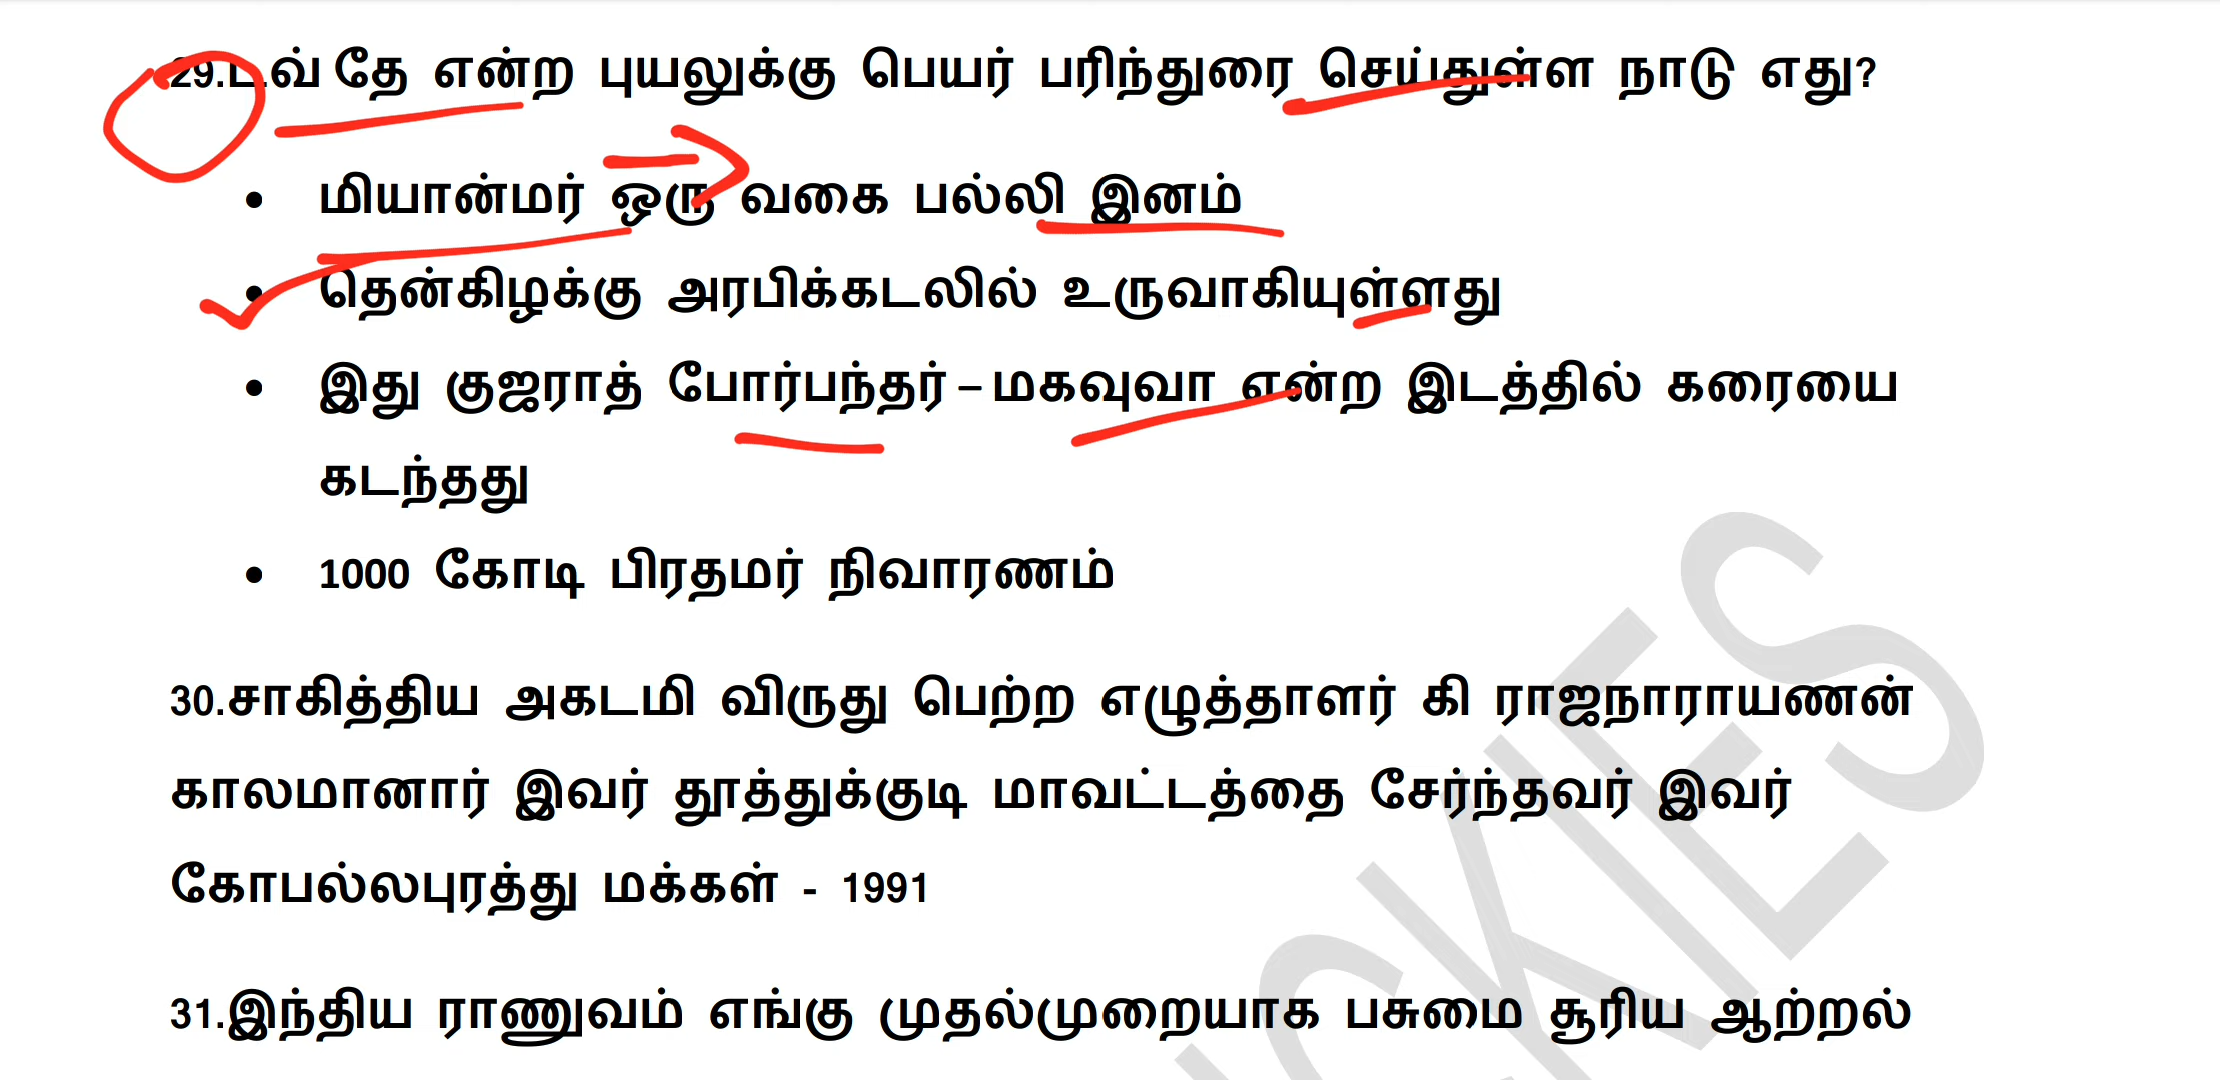 29.ட.வ் தே என்ற புயலுக்கு பெயர் பரிந்துரை செய்துள்ள நாடு எது?
• மியான்மர் ஒரு வகை பல்லி இனம்
• தென்கிழக்கு அரபிக்கடலில் உருவாகியுள்ளது
• இது குஜராத் போர்பந்தர் – மகவுவா என்ற இடத்தில் கரையை
கடந்தது
• 1000 கோடி பிரதமர் நிவாரணம்
30.சாகித்திய அகடமி விருது பெற்ற எழுத்தாளர் கி ராஜநாராயணன்
காலமானார் இவர் தூத்துக்குடி மாவட்டத்தை சேர்ந்தவர் இவர்
கோபல்லபுரத்து மக்கள் - 1991
31.இந்திய ராணுவம் எங்கு முதல்முறையாக பசுமை சூரிய ஆற்றல்